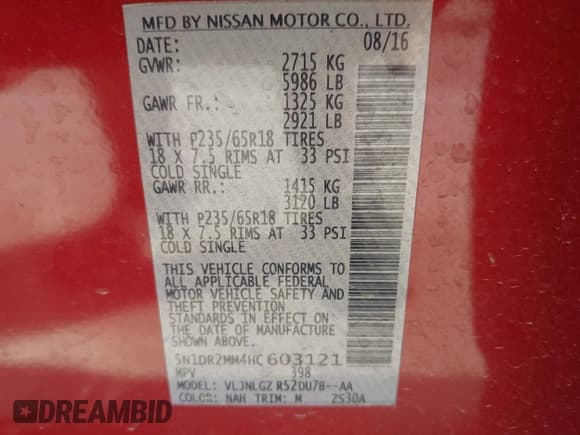 MFD BY NISSAN MOTOR CO., LTD.
DATE: 08/16
GVWR: 2715 KG
5986 LB
GAWR FR.: 1325 KG
2921 LB
WITH P235/65R18 TIRES
18 X 7.5 RIMS AT 33 PSI
COLD SINGLE
GAWR RR.: 1415 KG
3120 LB
WITH P235/65R18 TIRES
18 X 7.5 RIMS AT 33 PSI
COLD SINGLE
THIS VEHICLE CONFORMS TO
ALL APPLICABLE FEDERAL
MOTOR VEHICLE SAFETY AND
THEFT PREVENTION
STANDARDS IN EFFECT ON
THE DATE OF MANUFACTURE
SHOWN ABOVE.
5N1DR2MM4HC603121
MPV 398
MODEL: VLJNLGZ R52DU7B--AA
COLOR: NAH TRIM: M ZS30A
AUTOBIDMASTER